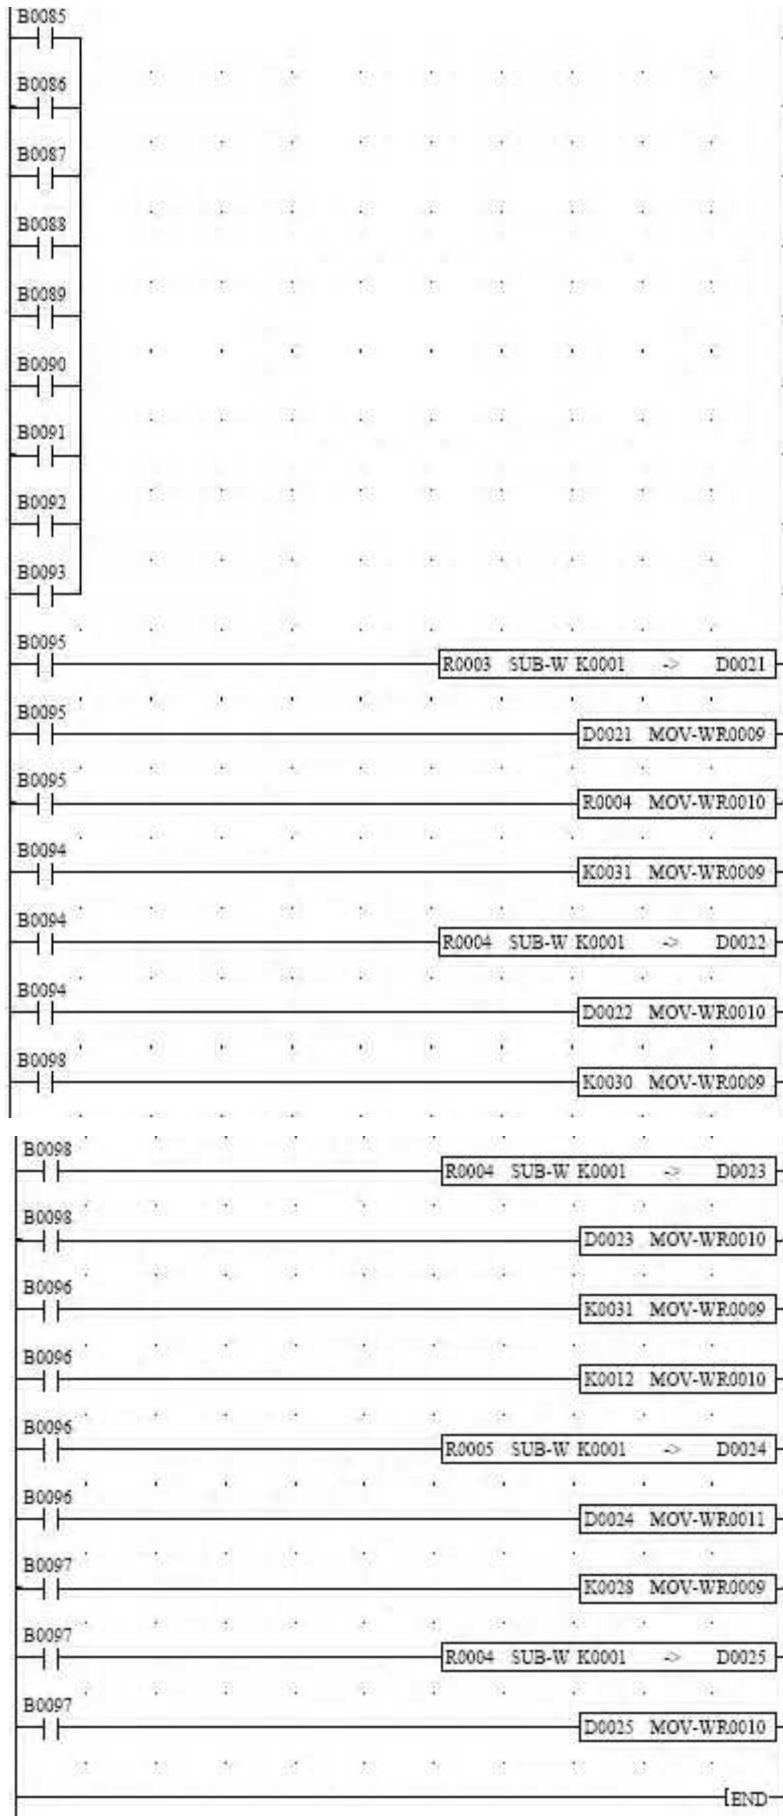 B0085
B0086
B0087
B0088
B0089
B0090
B0091
B0092
B0093
B0095
R0003 SUB-W K0001 -> D0021
B0095
D0021 MOV-WR0009
B0095
R0004 MOV-WR0010
B0094
K0031 MOV-WR0009
B0094
R0004 SUB-W K0001 -> D0022
B0094
D0022 MOV-WR0010
B0098
K0030 MOV-WR0009
B0098
R0004 SUB-W K0001 -> D0023
B0098
D0023 MOV-WR0010
B0096
K0031 MOV-WR0009
B0096
K0012 MOV-WR0010
B0096
R0005 SUB-W K0001 -> D0024
B0096
D0024 MOV-WR0011
B0097
K0028 MOV-WR0009
B0097
R0004 SUB-W K0001 -> D0025
B0097
D0025 MOV-WR0010
[END